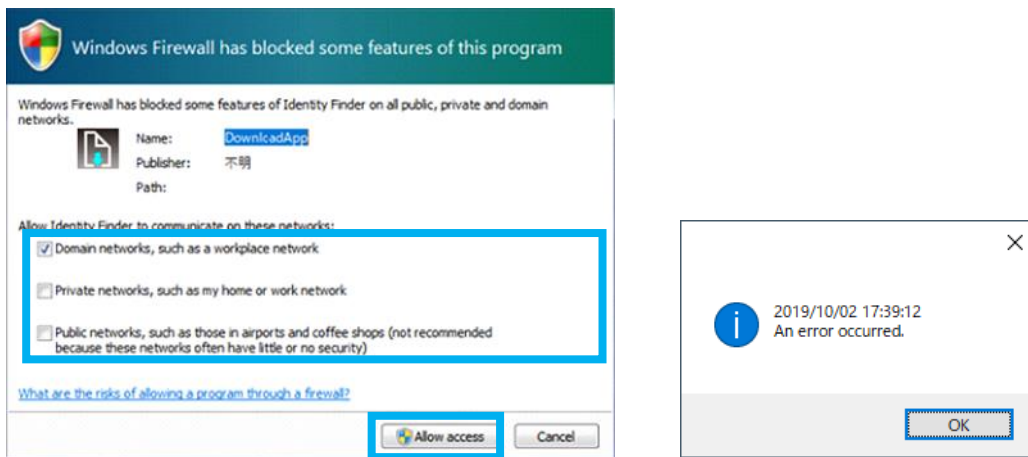 Windows Firewall has blocked some features of this program
Windows Firewall has blocked some features of Identity Finder on all public, private and domain
networks.
Name: DownlcadApp
Publisher: 不明
Path:
Allow Identity Finder to communicate on these networks:
Domain networks, such as a workplace network
Private networks, such as my home or work network
Public networks, such as those in airports and coffee shops (not recommended
because these networks often have little or no security)
What are the risks of allowing a program through a firewall?
Allow access Cancel
2019/10/02 17:39:12
An error occurred.
OK